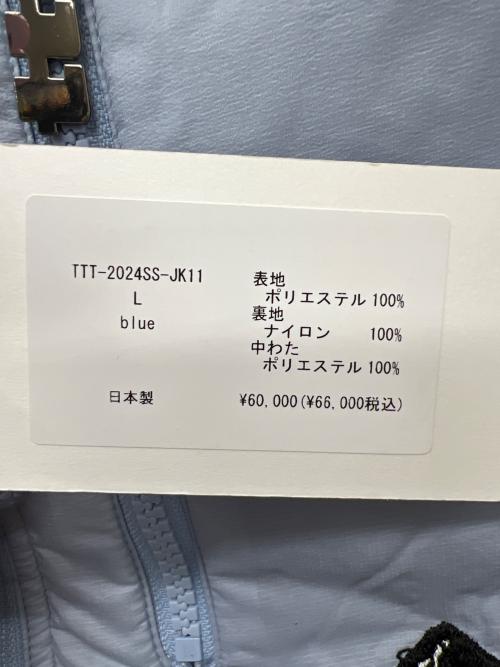 TTT-2024SS-JK11
L
blue
日本製
表地
ポリエステル 100%
裏地
ナイロン 100%
中わた
ポリエステル 100%
¥60,000(¥66,000税込)